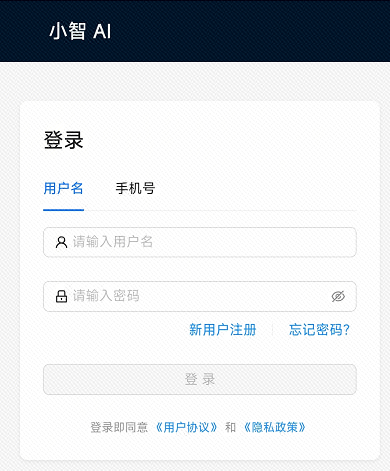 小智 AI
登录
用户名 手机号
请输入用户名
请输入密码
新用户注册 忘记密码？
登 录
登录即同意《用户协议》和《隐私政策》